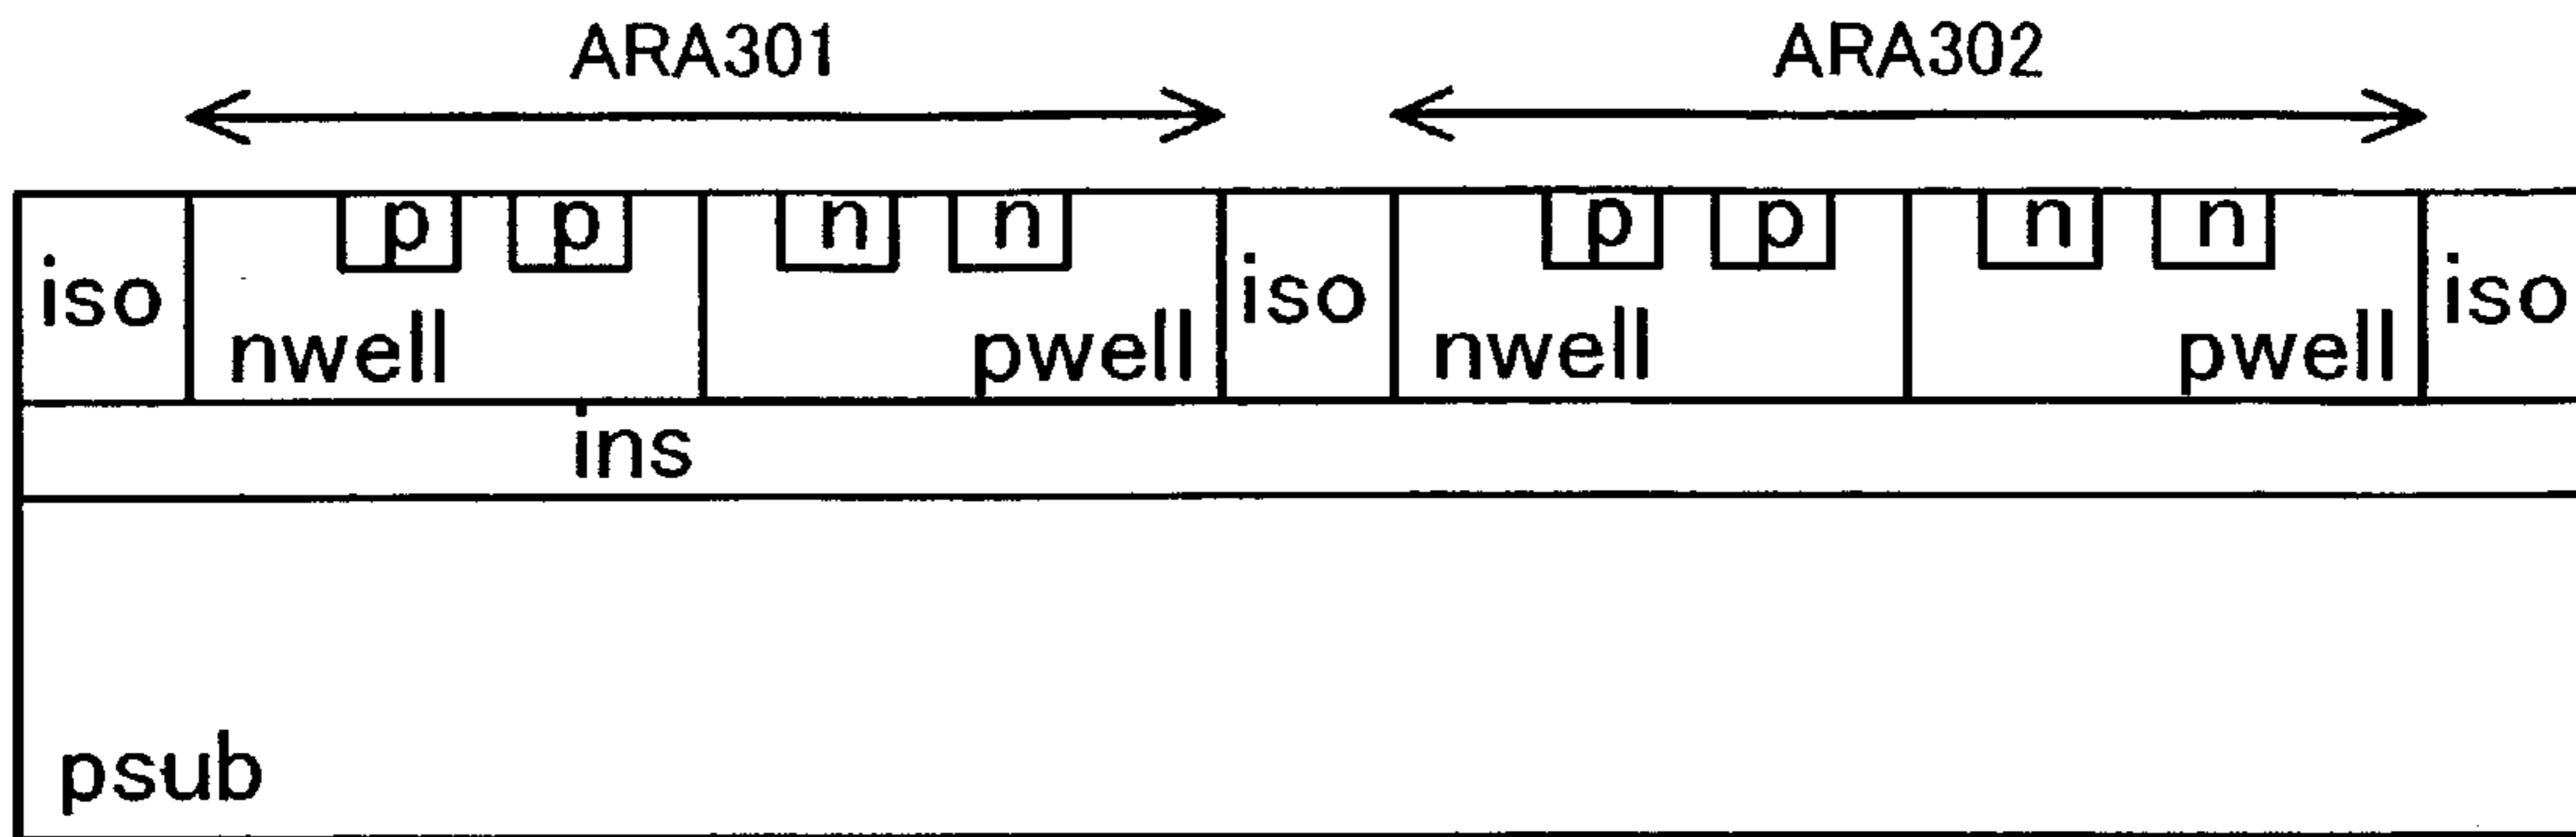 ARA301 ARA302
p p n n p p n n
iso nwell pwell iso nwell pwell iso
ins
psub